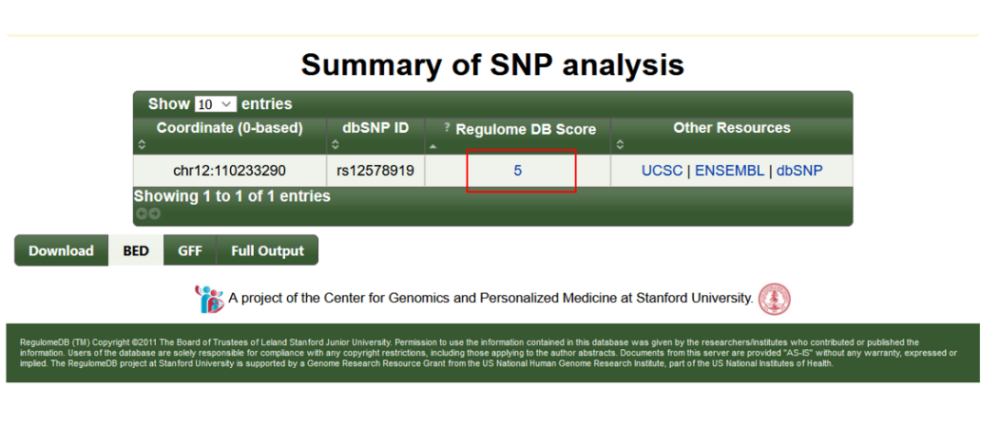 Summary of SNP analysis
Show 10 entries
Coordinate (0-based) dbSNP ID ? Regulome DB Score Other Resources
chr12:110233290 rs12578919 5 UCSC | ENSEMBL | dbSNP
Showing 1 to 1 of 1 entries
Download BED GFF Full Output
A project of the Center for Genomics and Personalized Medicine at Stanford University.
RegulomeDB (TM) Copyright ©2011 The Board of Trustees of Leland Stanford Junior University. Permission to use the information contained in this database was given by the researchers/institutes who contributed or published the
information. Users of the database are solely responsible for compliance with any copyright restrictions, including those applying to the author abstracts. Documents from this server are provided "AS-IS" without any warranty, expressed or
implied. The RegulomeDB project at Stanford University is supported by a Genome Research Resource Grant from the US National Human Genome Research Institute, part of the US National Institutes of Health.